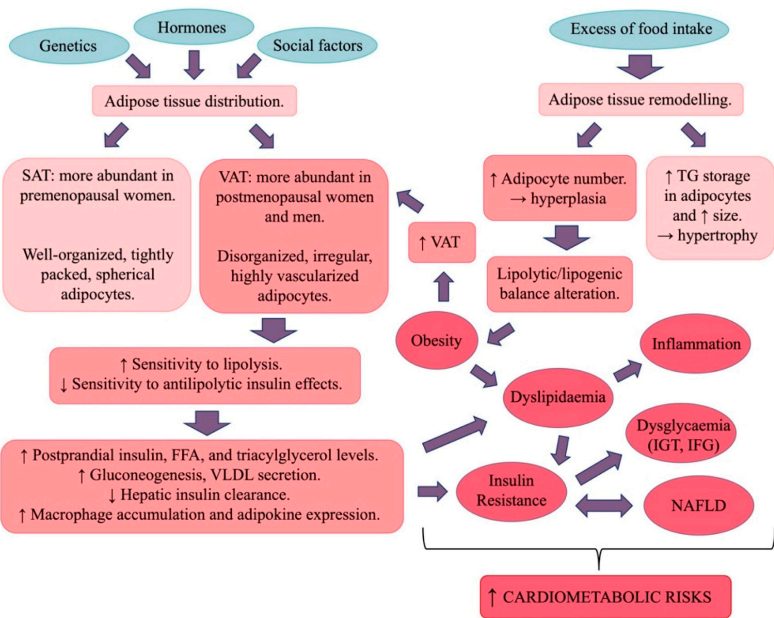 Genetics
Hormones
Social factors
Excess of food intake
Adipose tissue distribution.
Adipose tissue remodelling.
SAT: more abundant in
premenopausal women.
Well-organized, tightly
packed, spherical
adipocytes.
VAT: more abundant in
postmenopausal women
and men.
Disorganized, irregular,
highly vascularized
adipocytes.
↑ VAT
↑ Adipocyte number.
→ hyperplasia
↑ TG storage
in adipocytes
and ↑ size.
→ hypertrophy
Lipolytic/lipogenic
balance alteration.
Obesity
Inflammation
↑ Sensitivity to lipolysis.
↓ Sensitivity to antilipolytic insulin effects.
Dyslipidaemia
Dysglycaemia
(IGT, IFG)
↑ Postprandial insulin, FFA, and triacylglycerol levels.
↑ Gluconeogenesis, VLDL secretion.
↓ Hepatic insulin clearance.
↑ Macrophage accumulation and adipokine expression.
Insulin
Resistance
NAFLD
↑ CARDIOMETABOLIC RISKS